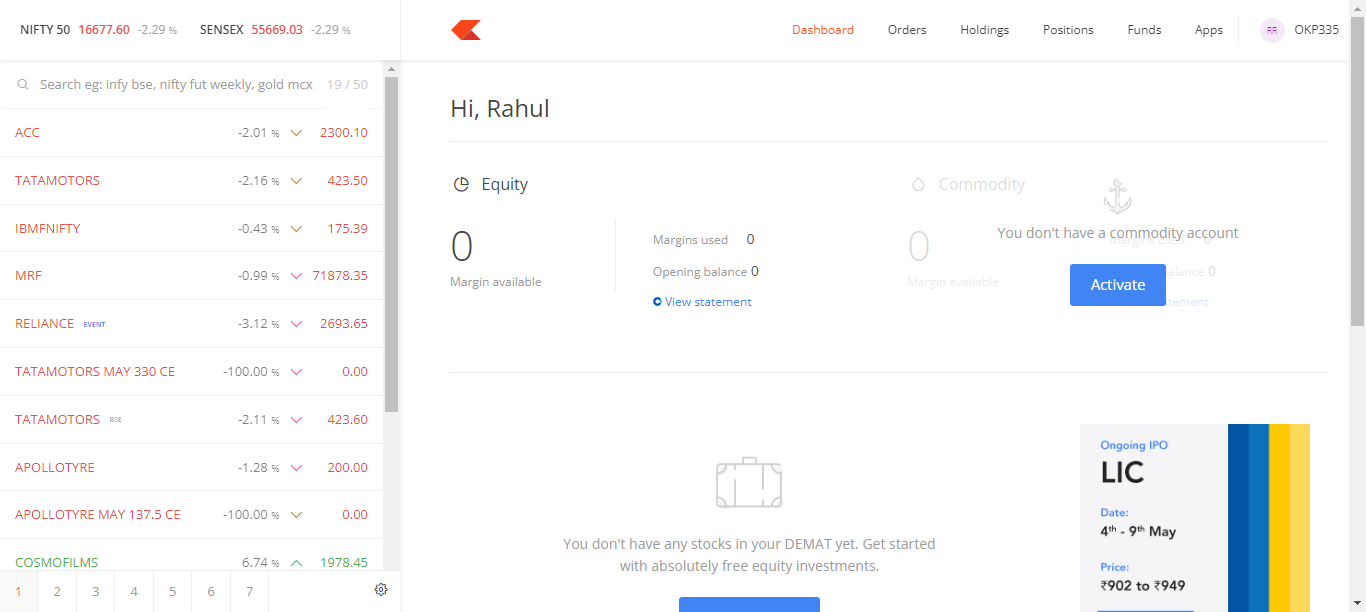 NIFTY 50 16677.60 -2.29 % SENSEX 55669.03 -2.29 %
Dashboard Orders Holdings Positions Funds Apps RR OKP335
Search eg: infy bse, nifty fut weekly, gold mcx 19 / 50
ACC -2.01 % 2300.10
TATAMOTORS -2.16 % 423.50
IBMFNIFTY -0.43 % 175.39
MRF -0.99 % 71878.35
RELIANCE EVENT -3.12 % 2693.65
TATAMOTORS MAY 330 CE -100.00 % 0.00
TATAMOTORS BSE -2.11 % 423.60
APOLLOTYRE -1.28 % 200.00
APOLLOTYRE MAY 137.5 CE -100.00 % 0.00
COSMOFILMS 6.74 % 1978.45
1 2 3 4 5 6 7
Hi, Rahul
Equity
0
Margin available
Margins used 0
Opening balance 0
View statement
Commodity
0
Margin available
Margins used 0
balance 0
statement
You don't have a commodity account
Activate
You don't have any stocks in your DEMAT yet. Get started
with absolutely free equity investments.
Ongoing IPO
LIC
Date:
4th - 9th May
Price:
₹902 to ₹949